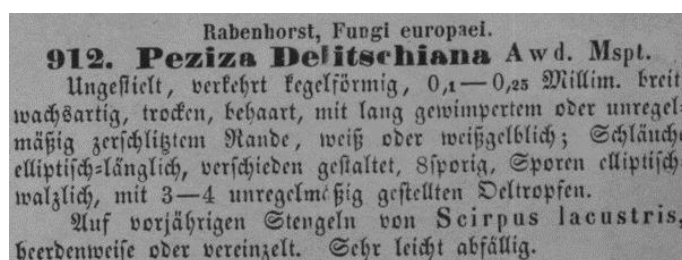 Rabenhorst, Fungi europaei.
912. Peziza Delitschiana Awd. Mspt.
Ungestielt, verkehrt kegelförmig, 0,1—0,25 Millim. breit
wachsartig, trocken, behaart, mit lang gewimpertem oder unregel-
mäßig zerschlitztem Rande, weiß oder weißgelblich; Schläuche
elliptisch-länglich, verschieden gestaltet, 8sporig, Sporen elliptisch-
walzlich, mit 3—4 unregelmäßig gestellten Oeltropfen.
Auf vorjährigen Stengeln von Scirpus lacustris,
heerdenweise oder vereinzelt. Sehr leicht abfällig.